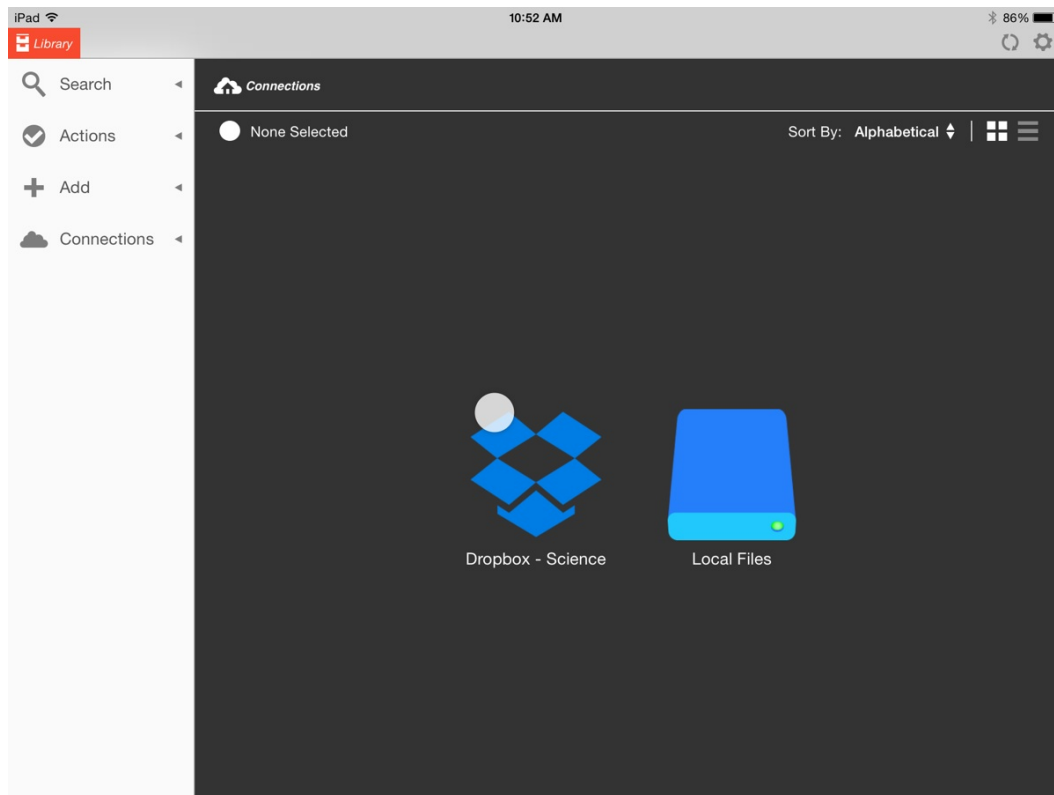 iPad 10:52 AM 86%
Library
Search
Actions
Add
Connections
Connections
None Selected Sort By: Alphabetical
Dropbox - Science Local Files